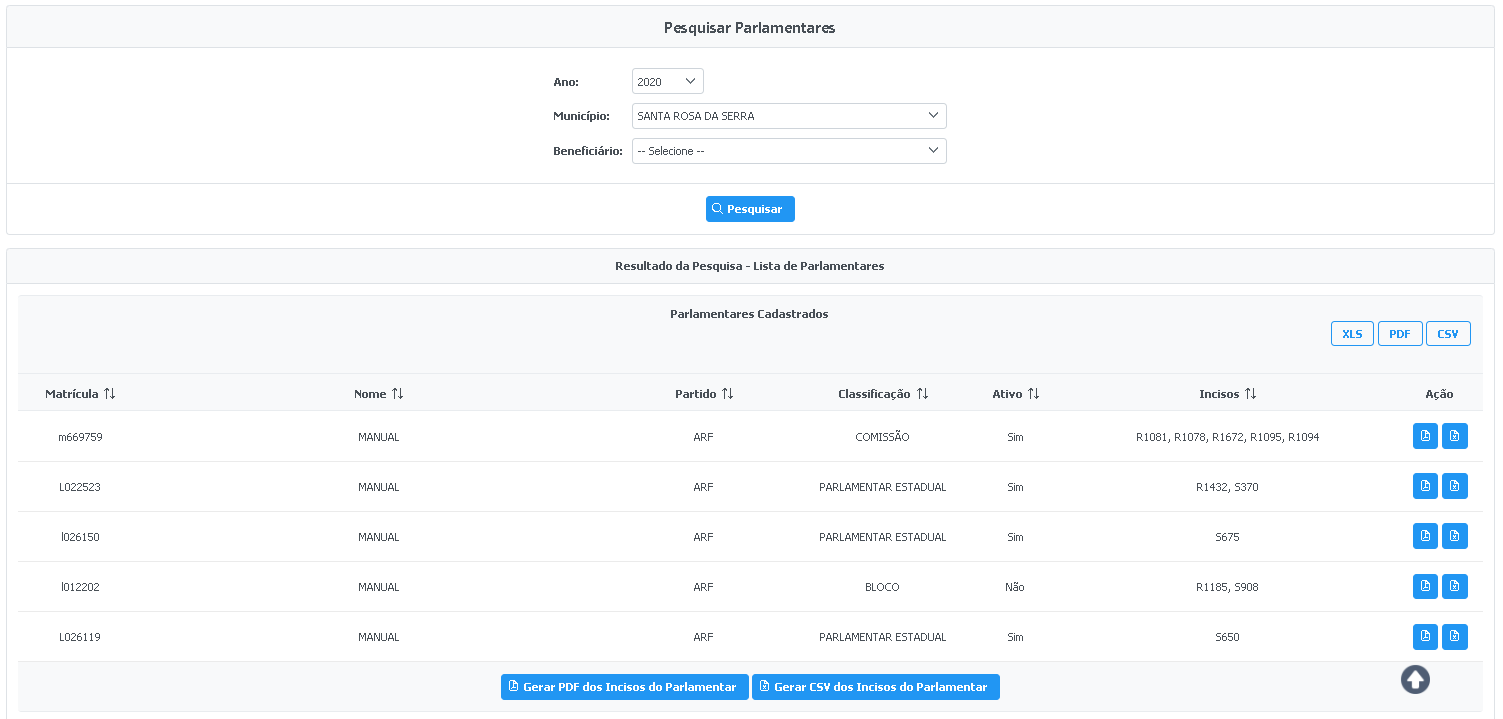 Pesquisar Parlamentares
Ano: 2020
Município: SANTA ROSA DA SERRA
Beneficiário: -- Selecione --
Pesquisar
Resultado da Pesquisa - Lista de Parlamentares
Parlamentares Cadastrados
XLS PDF CSV
Matrícula Nome Partido Classificação Ativo Incisos Ação
m669759 MANUAL ARF COMISSÃO Sim R1081, R1078, R1672, R1095, R1094
L022523 MANUAL ARF PARLAMENTAR ESTADUAL Sim R1432, S370
l026150 MANUAL ARF PARLAMENTAR ESTADUAL Sim S675
l012202 MANUAL ARF BLOCO Não R1185, S908
L026119 MANUAL ARF PARLAMENTAR ESTADUAL Sim S650
Gerar PDF dos Incisos do Parlamentar Gerar CSV dos Incisos do Parlamentar